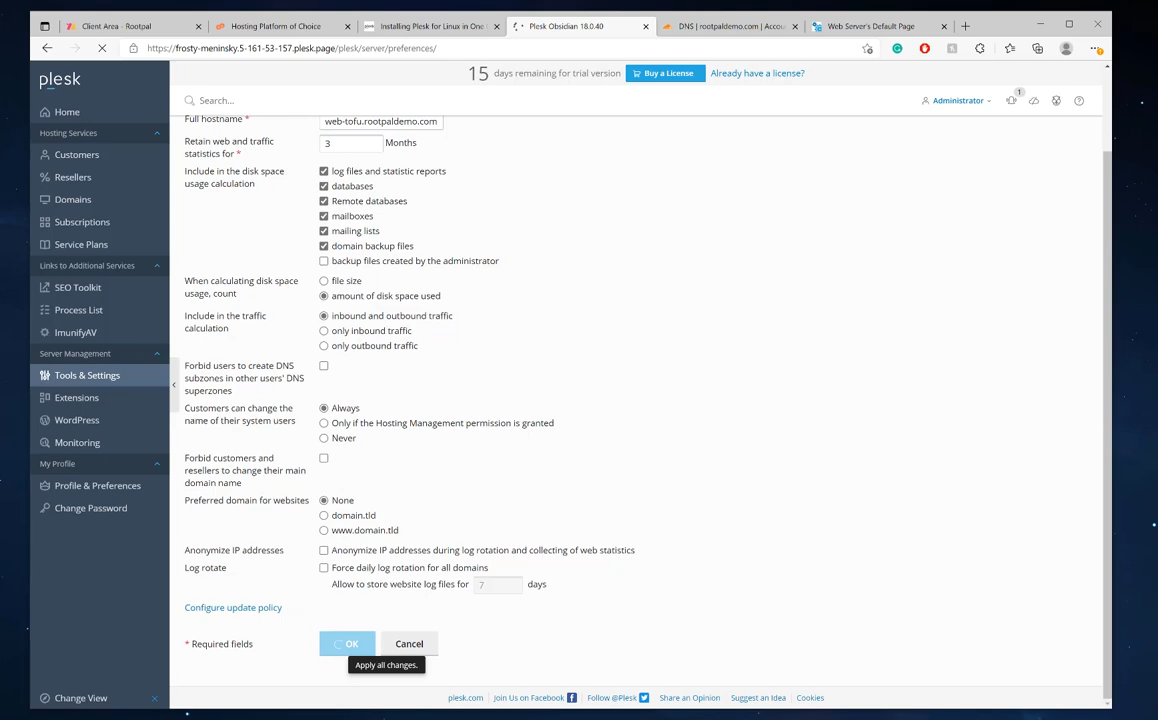 Client Area - Rootpal
Hosting Platform of Choice
Installing Plesk for Linux in One
Plesk Obsidian 18.0.40
DNS | rootpaldemo.com | Accou
Web Server's Default Page
https://frosty-meninsky.5-161-53-157.plesk.page/plesk/server/preferences/
plesk
15 days remaining for trial version
Buy a License
Already have a license?
Search...
Administrator
1
Home
Hosting Services
Customers
Resellers
Domains
Subscriptions
Service Plans
Links to Additional Services
SEO Toolkit
Process List
ImunifyAV
Server Management
Tools & Settings
Extensions
WordPress
Monitoring
My Profile
Profile & Preferences
Change Password
Change View
Full hostname *
web-tofu.rootpaldemo.com
Retain web and traffic
statistics for *
3 Months
Include in the disk space
usage calculation
log files and statistic reports
databases
Remote databases
mailboxes
mailing lists
domain backup files
backup files created by the administrator
When calculating disk space
usage, count
file size
amount of disk space used
Include in the traffic
calculation
inbound and outbound traffic
only inbound traffic
only outbound traffic
Forbid users to create DNS
subzones in other users' DNS
superzones
Customers can change the
name of their system users
Always
Only if the Hosting Management permission is granted
Never
Forbid customers and
resellers to change their main
domain name
Preferred domain for websites
None
domain.tld
www.domain.tld
Anonymize IP addresses
Anonymize IP addresses during log rotation and collecting of web statistics
Log rotate
Force daily log rotation for all domains
Allow to store website log files for 7 days
Configure update policy
* Required fields
OK
Cancel
Apply all changes.
plesk.com
Join Us on Facebook
Follow @Plesk
Share an Opinion
Suggest an Idea
Cookies